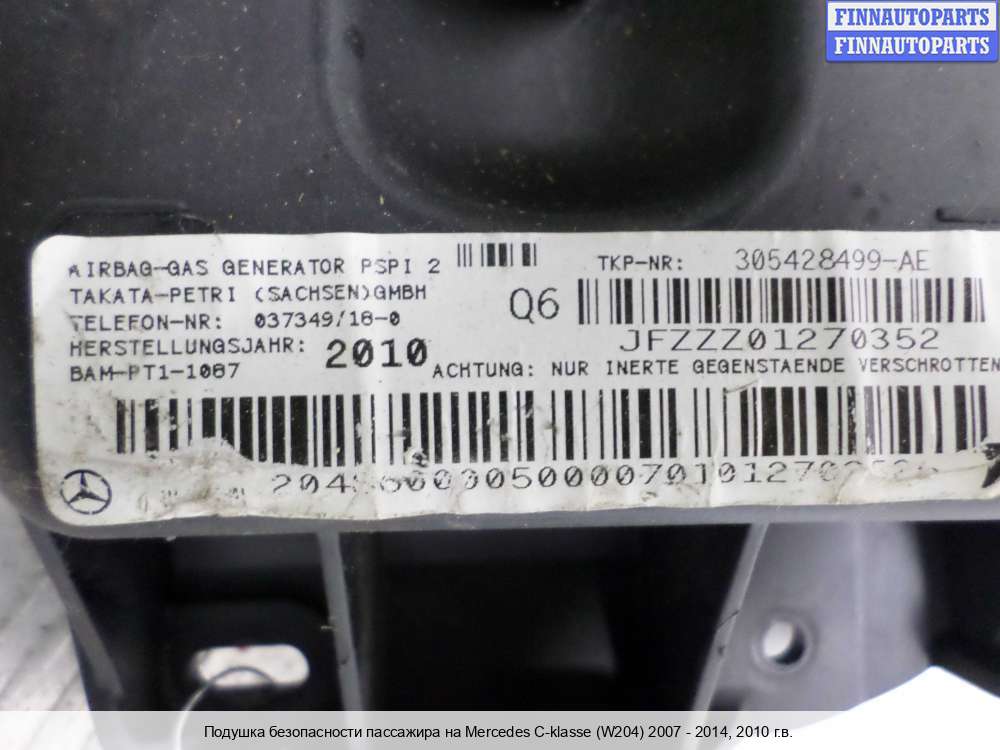 FINNAUTOPARTS
FINNAUTOPARTS
AIRBAG-GAS GENERATOR PSPI 2
TAKATA-PETRI (SACHSEN)GMBH
TELEFON-NR: 037349/18-0
HERSTELLUNGSJAHR: 2010
BAM-PT1-1087
Q6
TKP-NR: 305428499-AE
JFZZZ01270352
ACHTUNG: NUR INERTE GEGENSTAENDE VERSCHROTTEN
Подушка безопасности пассажира на Mercedes C-klasse (W204) 2007 - 2014, 2010 г.в.